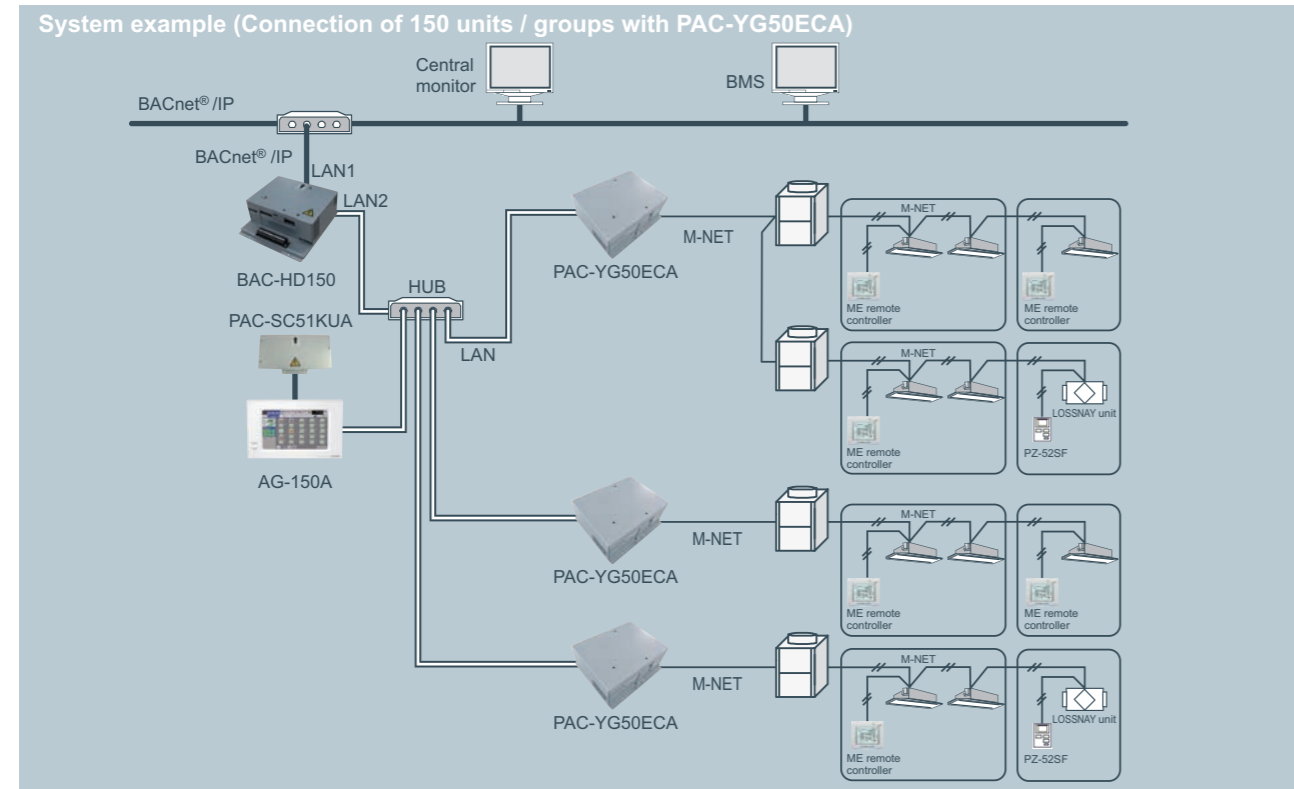 System example (Connection of 150 units / groups with PAC-YG50ECA)
Central
monitor
BMS
BACnet® /IP
BACnet® /IP
LAN1
LAN2
BAC-HD150
HUB
PAC-SC51KUA
LAN
AG-150A
PAC-YG50ECA
M-NET
M-NET
ME remote
controller
ME remote
controller
M-NET
ME remote
controller
LOSSNAY unit
PZ-52SF
PAC-YG50ECA
M-NET
M-NET
ME remote
controller
ME remote
controller
PAC-YG50ECA
M-NET
M-NET
ME remote
controller
LOSSNAY unit
PZ-52SF